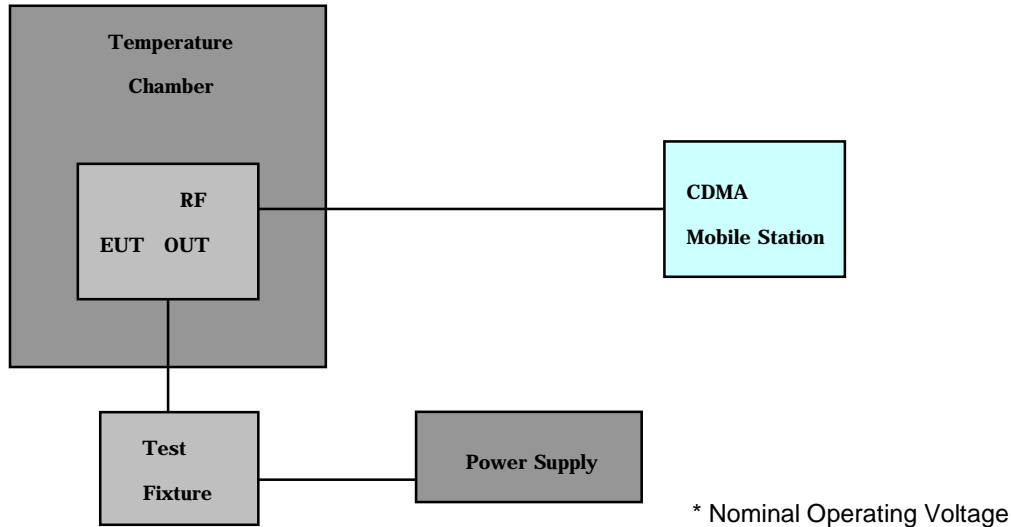 Temperature
Chamber
RF
EUT OUT
CDMA
Mobile Station
Test
Fixture
Power Supply
* Nominal Operating Voltage